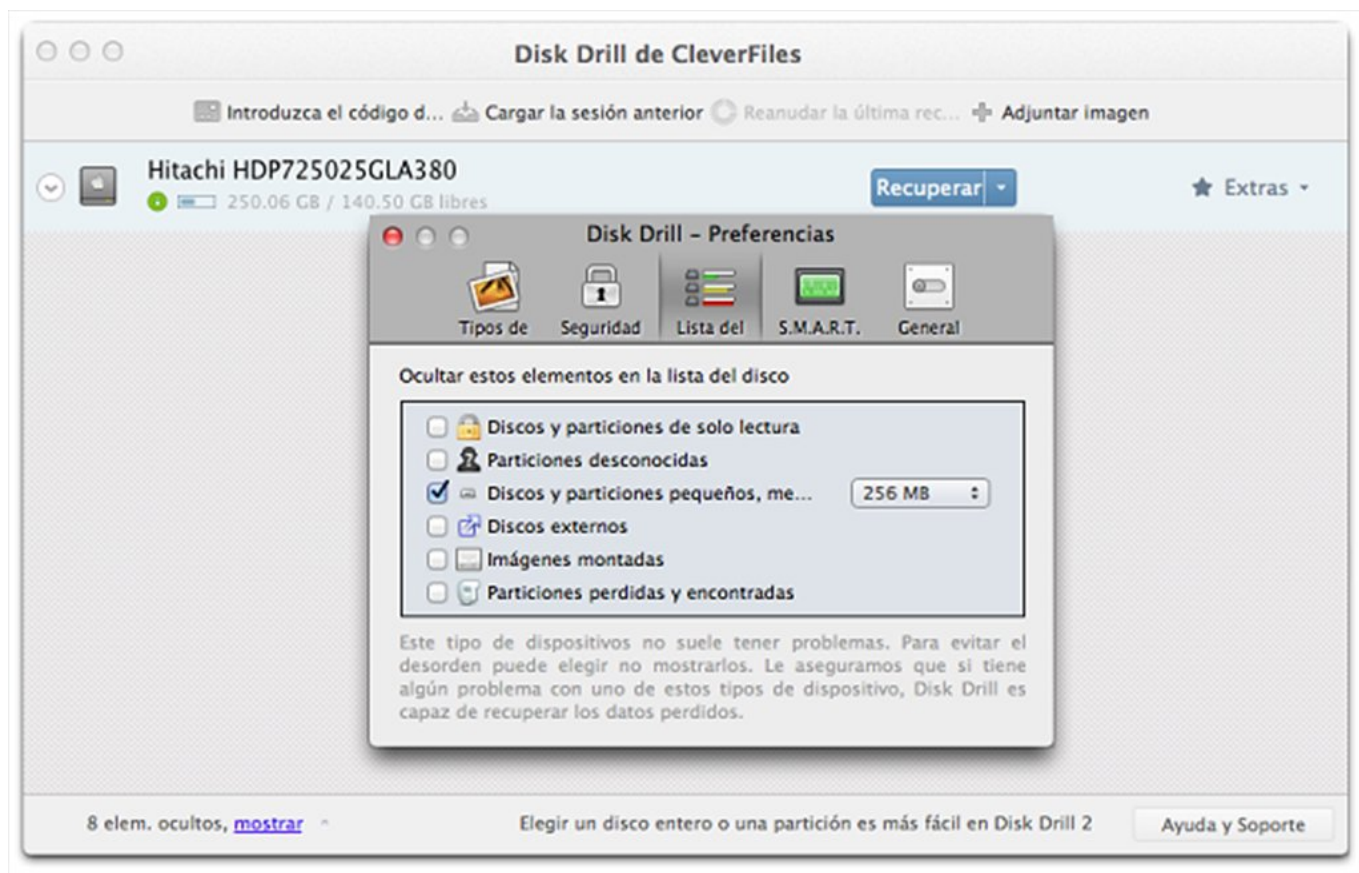 Disk Drill de CleverFiles
Introduzca el código d... Cargar la sesión anterior Reanudar la última rec... Adjuntar imagen
Hitachi HDP725025GLA380
250.06 GB / 140.50 GB libres
Recuperar
Extras
Disk Drill – Preferencias
Tipos de Seguridad Lista del S.M.A.R.T. General
Ocultar estos elementos en la lista del disco
Discos y particiones de solo lectura
Particiones desconocidas
Discos y particiones pequeños, me... 256 MB
Discos externos
Imágenes montadas
Particiones perdidas y encontradas
Este tipo de dispositivos no suele tener problemas. Para evitar el
desorden puede elegir no mostrarlos. Le aseguramos que si tiene
algún problema con uno de estos tipos de dispositivo, Disk Drill es
capaz de recuperar los datos perdidos.
8 elem. ocultos, mostrar
Elegir un disco entero o una partición es más fácil en Disk Drill 2
Ayuda y Soporte